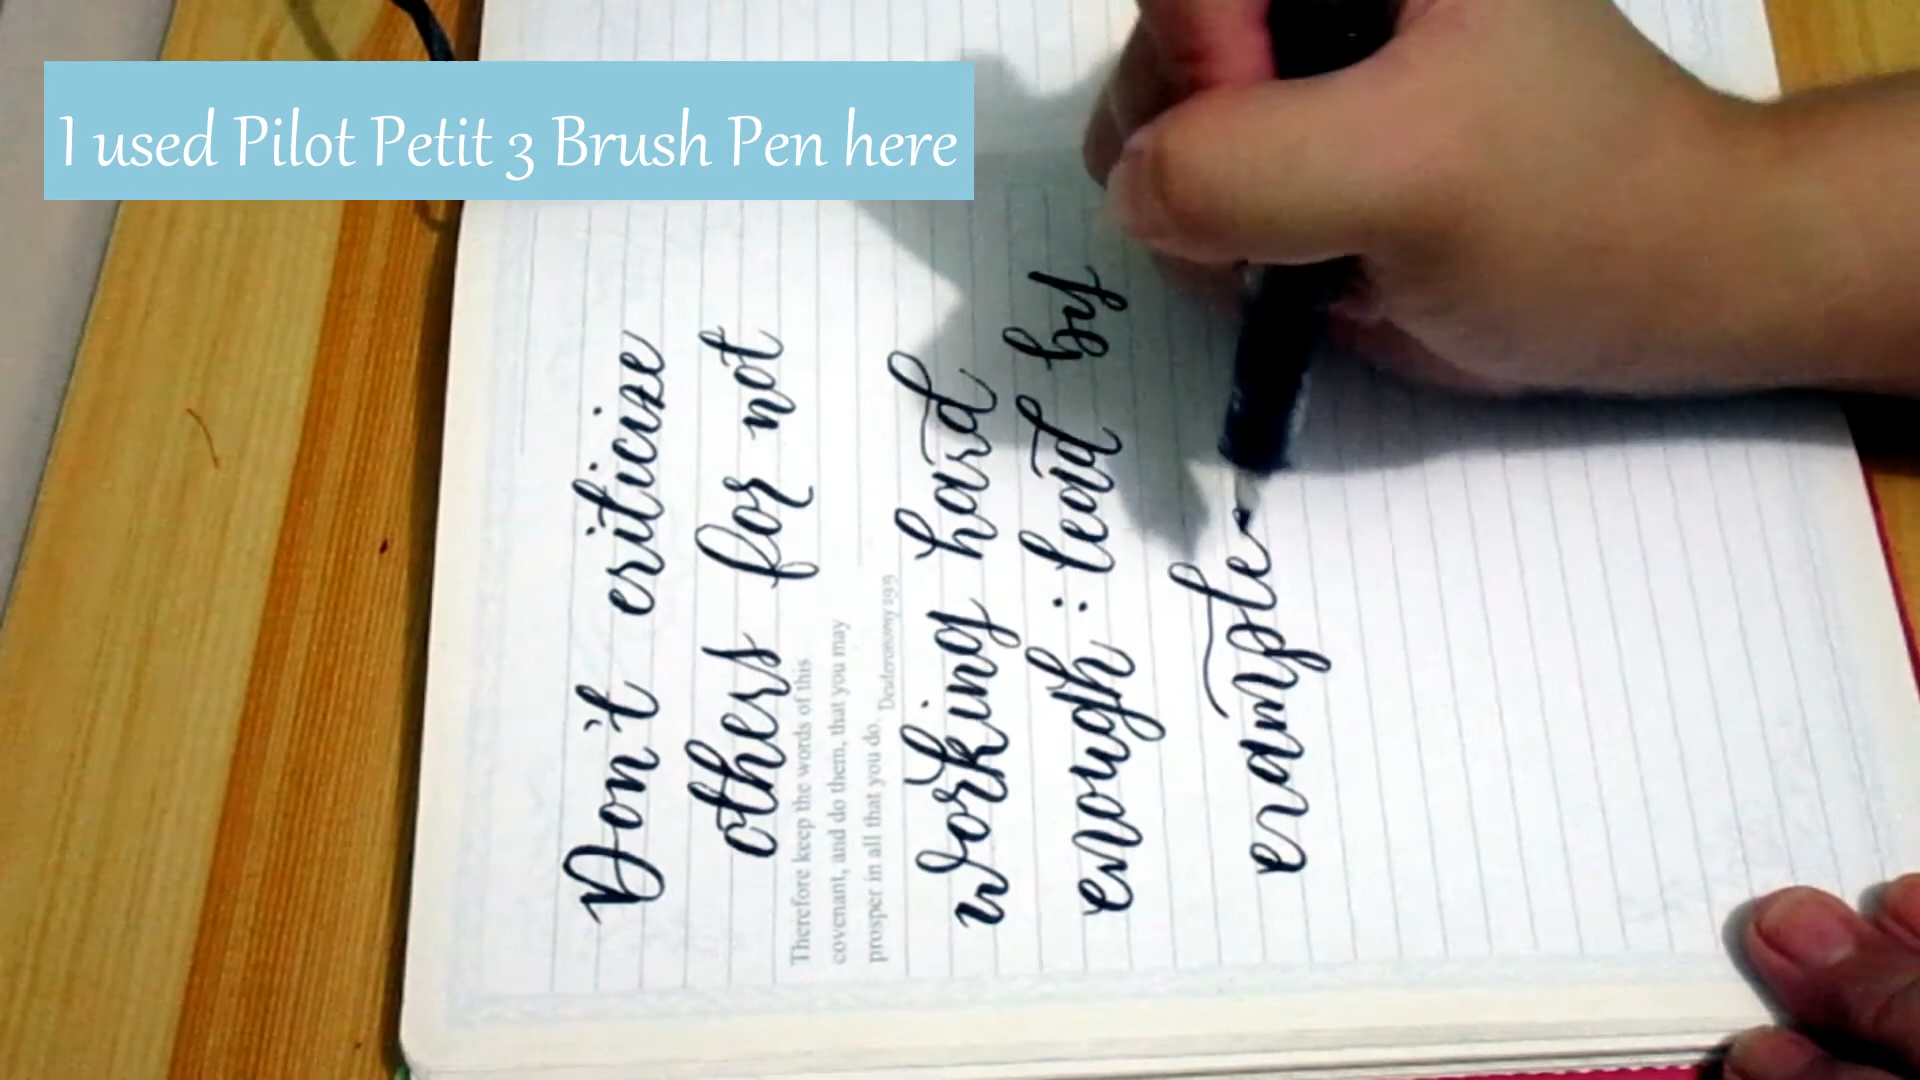 I used Pilot Petit 3 Brush Pen here
Don't criticize
others for not
Therefore keep the words of this
covenant, and do them, that you may
prosper in all that you do. Deuteronomy 29:9
working hard
enough : lead by
example